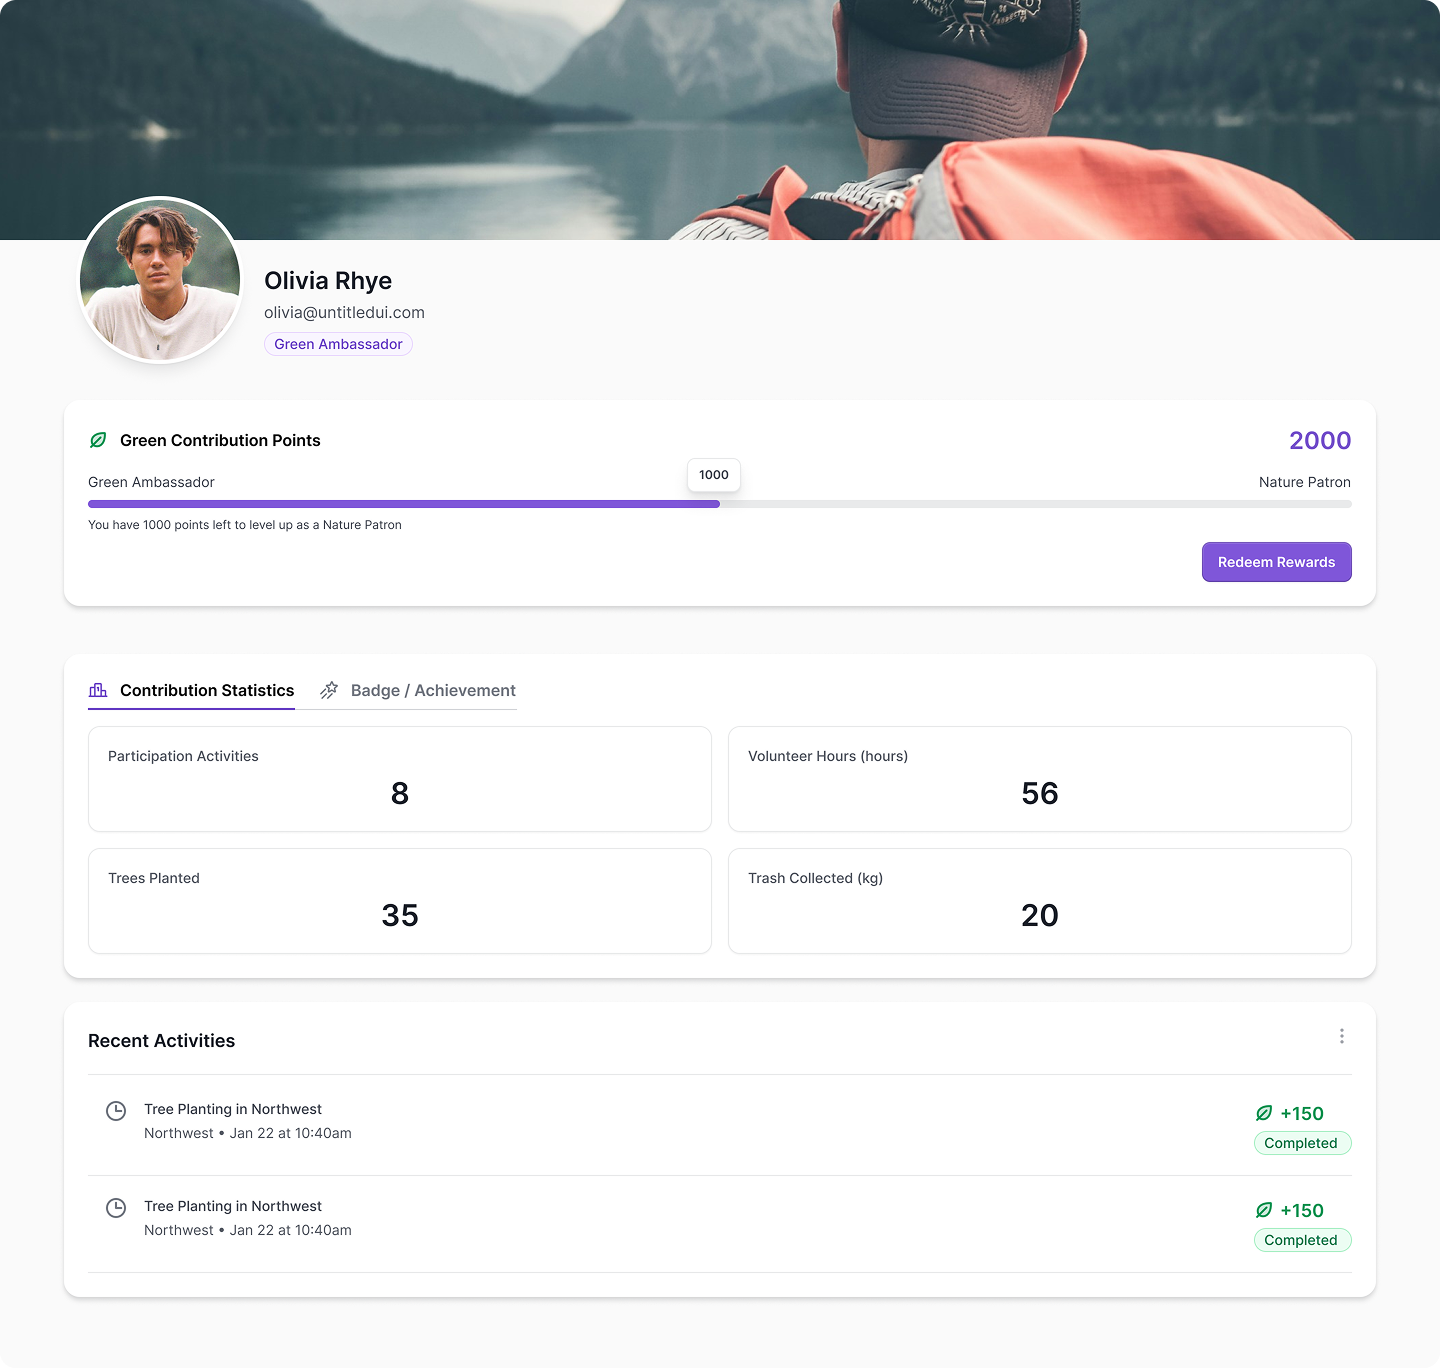 Olivia Rhye
olivia@untitledui.com
Green Ambassador
Green Contribution Points
2000
1000
Green Ambassador
Nature Patron
You have 1000 points left to level up as a Nature Patron
Redeem Rewards
Contribution Statistics
Badge / Achievement
Participation Activities
8
Volunteer Hours (hours)
56
Trees Planted
35
Trash Collected (kg)
20
Recent Activities
Tree Planting in Northwest
Northwest • Jan 22 at 10:40am
+150
Completed
Tree Planting in Northwest
Northwest • Jan 22 at 10:40am
+150
Completed